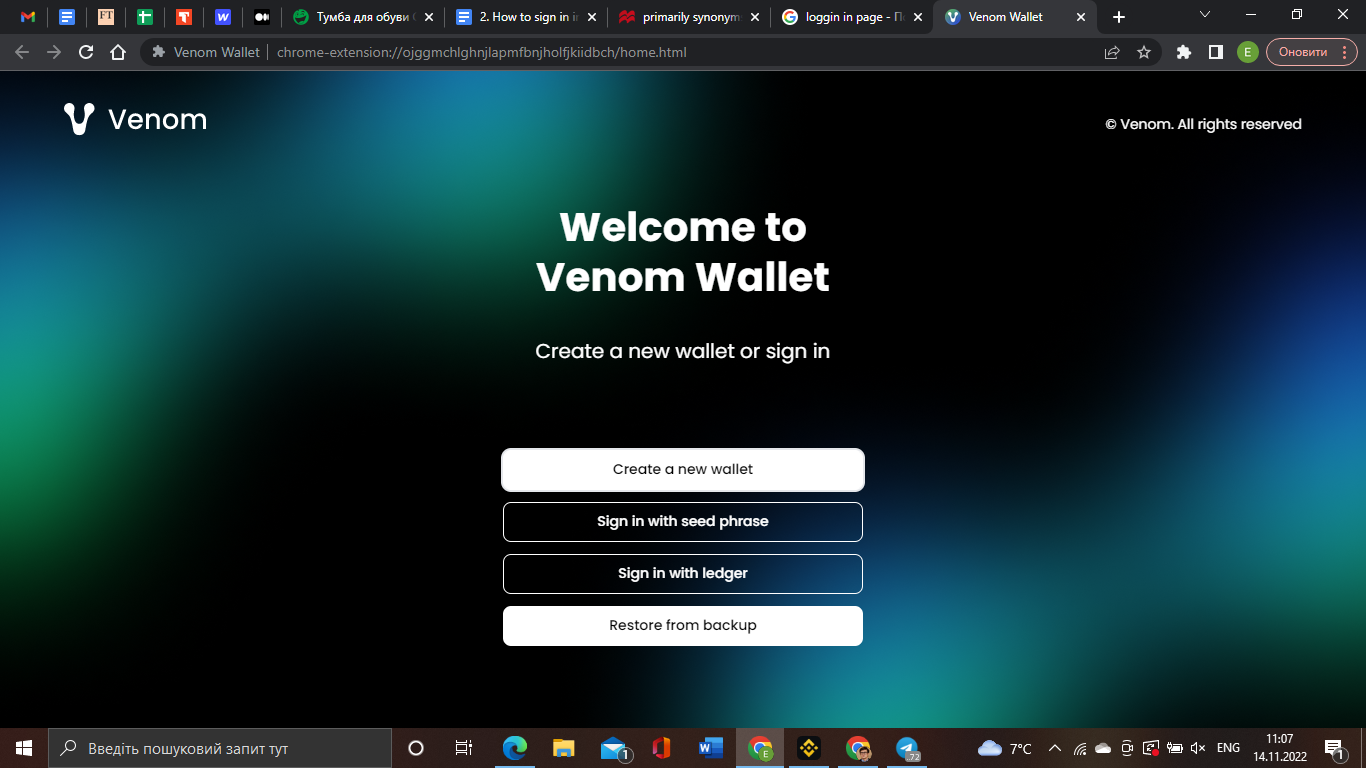 Тумба для обуви
2. How to sign in i
primarily synonym
loggin in page - По
Venom Wallet
Venom Wallet
chrome-extension://ojggmchlghnjlapmfbnjholfjkiidbch/home.html
E
Оновити
Venom
© Venom. All rights reserved
Welcome to
Venom Wallet
Create a new wallet or sign in
Create a new wallet
Sign in with seed phrase
Sign in with ledger
Restore from backup
Введіть пошуковий запит тут
1
E
72
7°C
ENG
11:07
14.11.2022
1